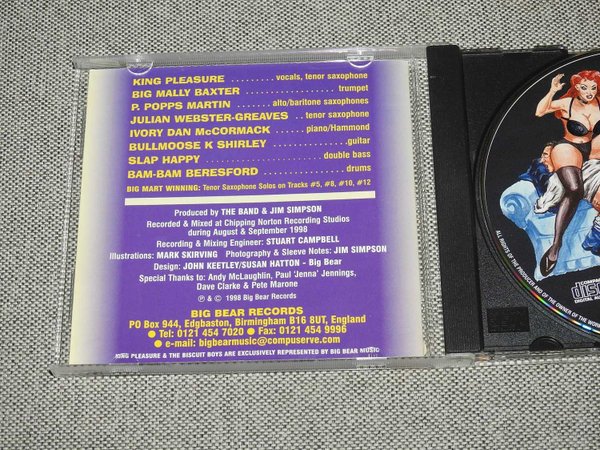 KING PLEASURE ........ vocals, tenor saxophone
BIG MALLY BAXTER .................. trumpet
P. POPPS MARTIN ....... alto/baritone saxophones
JULIAN WEBSTER-GREAVES .. tenor saxophone
IVORY DAN McCORMACK ...... piano/Hammond
BULLMOOSE K SHIRLEY ...............guitar
SLAP HAPPY ........................ double bass
BAM-BAM BERESFORD ................. drums
BIG MART WINNING: Tenor Saxophone Solos on Tracks #5, #8, #10, #12
Produced by THE BAND & JIM SIMPSON
Recorded & Mixed at Chipping Norton Recording Studios
during August & September 1998
Recording & Mixing Engineer: STUART CAMPBELL
Illustrations: MARK SKIRVING Photography & Sleeve Notes: JIM SIMPSON
Design: JOHN KEETLEY/SUSAN HATTON - Big Bear
Special Thanks to: Andy McLaughlin, Paul 'Jenna' Jennings,
Dave Clarke & Pete Marone
℗ & © 1998 Big Bear Records
BIG BEAR RECORDS
PO Box 944, Edgbaston, Birmingham B16 8UT, England
● Tel: 0121 454 7020 ● Fax: 0121 454 9996
● e-mail: bigbearmusic@compuserve.com
KING PLEASURE & THE BISCUIT BOYS ARE EXCLUSIVELY REPRESENTED BY BIG BEAR MUSIC
ALL RIGHTS OF THE PRODUCER AND OF THE OWNER OF THE WORK
DIGITAL AU